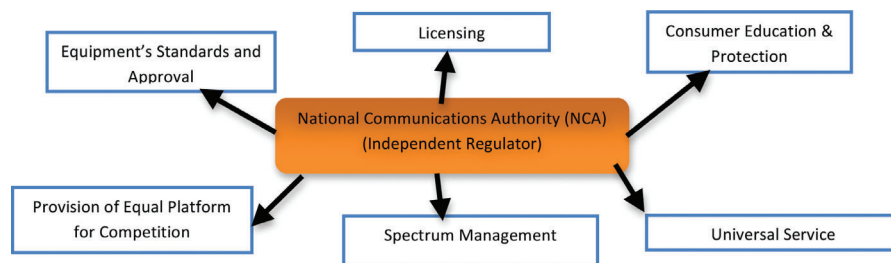 Licensing
Equipment's Standards and
Approval
Consumer Education &
Protection
National Communications Authority (NCA)
(Independent Regulator)
Provision of Equal Platform
for Competition
Spectrum Management
Universal Service